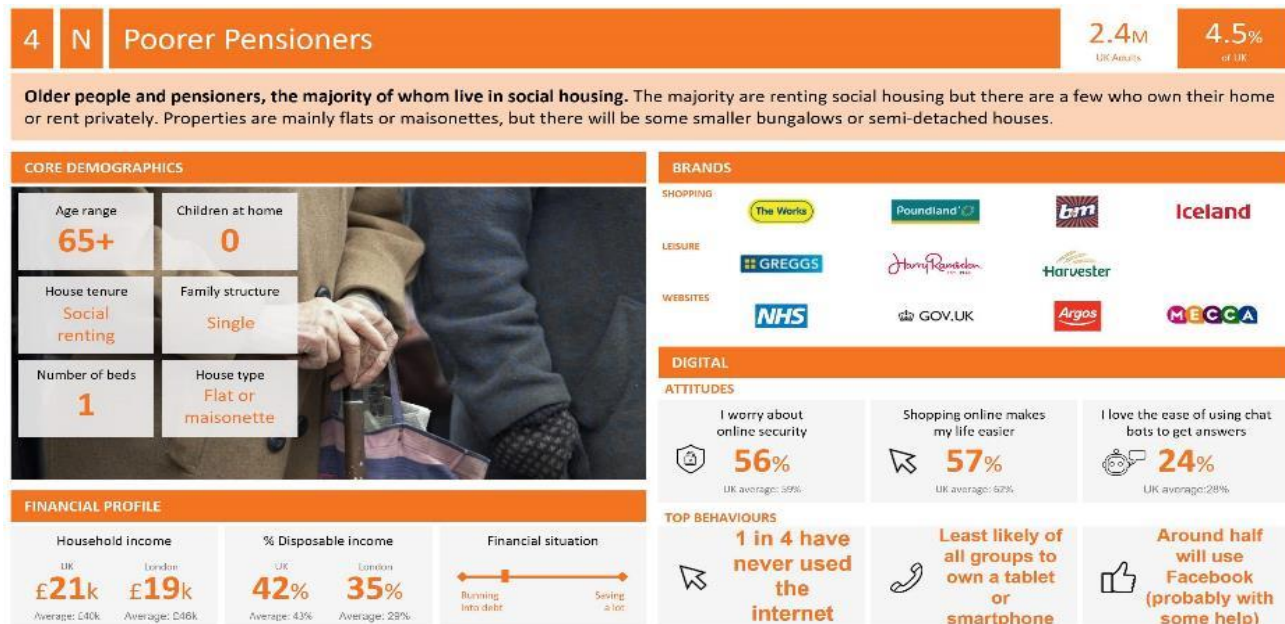 4 N Poorer Pensioners
2.4M
UK Adults
4.5%
of UK
Older people and pensioners, the majority of whom live in social housing. The majority are renting social housing but there are a few who own their home
or rent privately. Properties are mainly flats or maisonettes, but there will be some smaller bungalows or semi-detached houses.
CORE DEMOGRAPHICS
Age range
65+
Children at home
0
House tenure
Social
renting
Family structure
Single
Number of beds
1
House type
Flat or
maisonette
FINANCIAL PROFILE
Household income
UK
£21k
Average: £40k
London
£19k
Average: £46k
% Disposable income
UK
42%
Average: 43%
London
35%
Average: 29%
Financial situation
Running
into debt
Saving
a lot
BRANDS
SHOPPING
The Works
Poundland
bm
Iceland
LEISURE
GREGGS
Harry Ramsden
Harvester
WEBSITES
NHS
GOV.UK
Argos
MECCA
DIGITAL
ATTITUDES
I worry about
online security
56%
UK average: 59%
Shopping online makes
my life easier
57%
UK average: 62%
I love the ease of using chat
bots to get answers
24%
UK average:28%
TOP BEHAVIOURS
1 in 4 have
never used
the
internet
Least likely of
all groups to
own a tablet
or
smartphone
Around half
will use
Facebook
(probably with
some help)